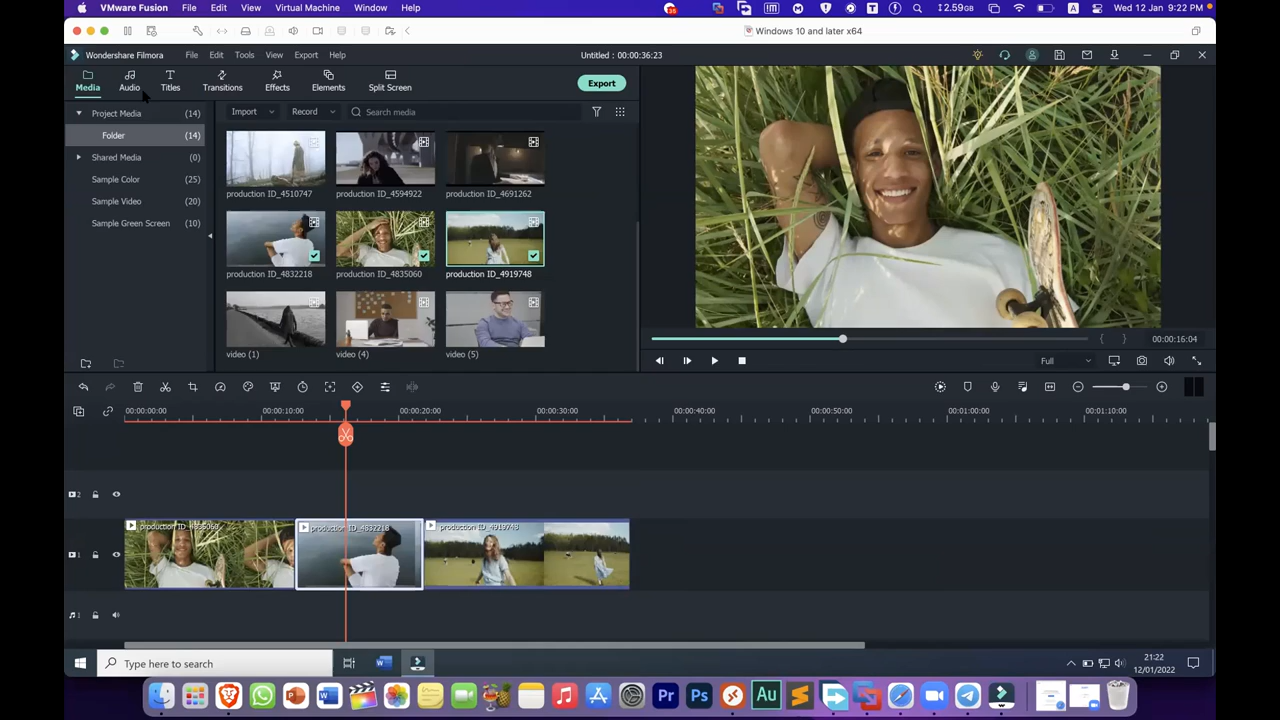 VMware Fusion File Edit View Virtual Machine Window Help
2.59GB Wed 12 Jan 9:22 PM
Windows 10 and later x64
Wondershare Filmora File Edit Tools View Export Help Untitled : 00:00:36:23
Media Audio Titles Transitions Effects Elements Split Screen Export
Project Media (14)
Folder (14)
Shared Media (0)
Sample Color (25)
Sample Video (20)
Sample Green Screen (10)
Import Record Search media
production ID_4510747 production ID_4594922 production ID_4691262
production ID_4832218 production ID_4835060 production ID_4919748
video (1) video (4) video (5)
00:00:16:04
Full
00:00:00:00 00:00:10:00 00:00:20:00 00:00:30:00 00:00:40:00 00:00:50:00 00:01:00:00 00:01:10:00
2
production ID_4835060 production ID_4832218 production ID_4919748
1
1
Type here to search
21:22
12/01/2022